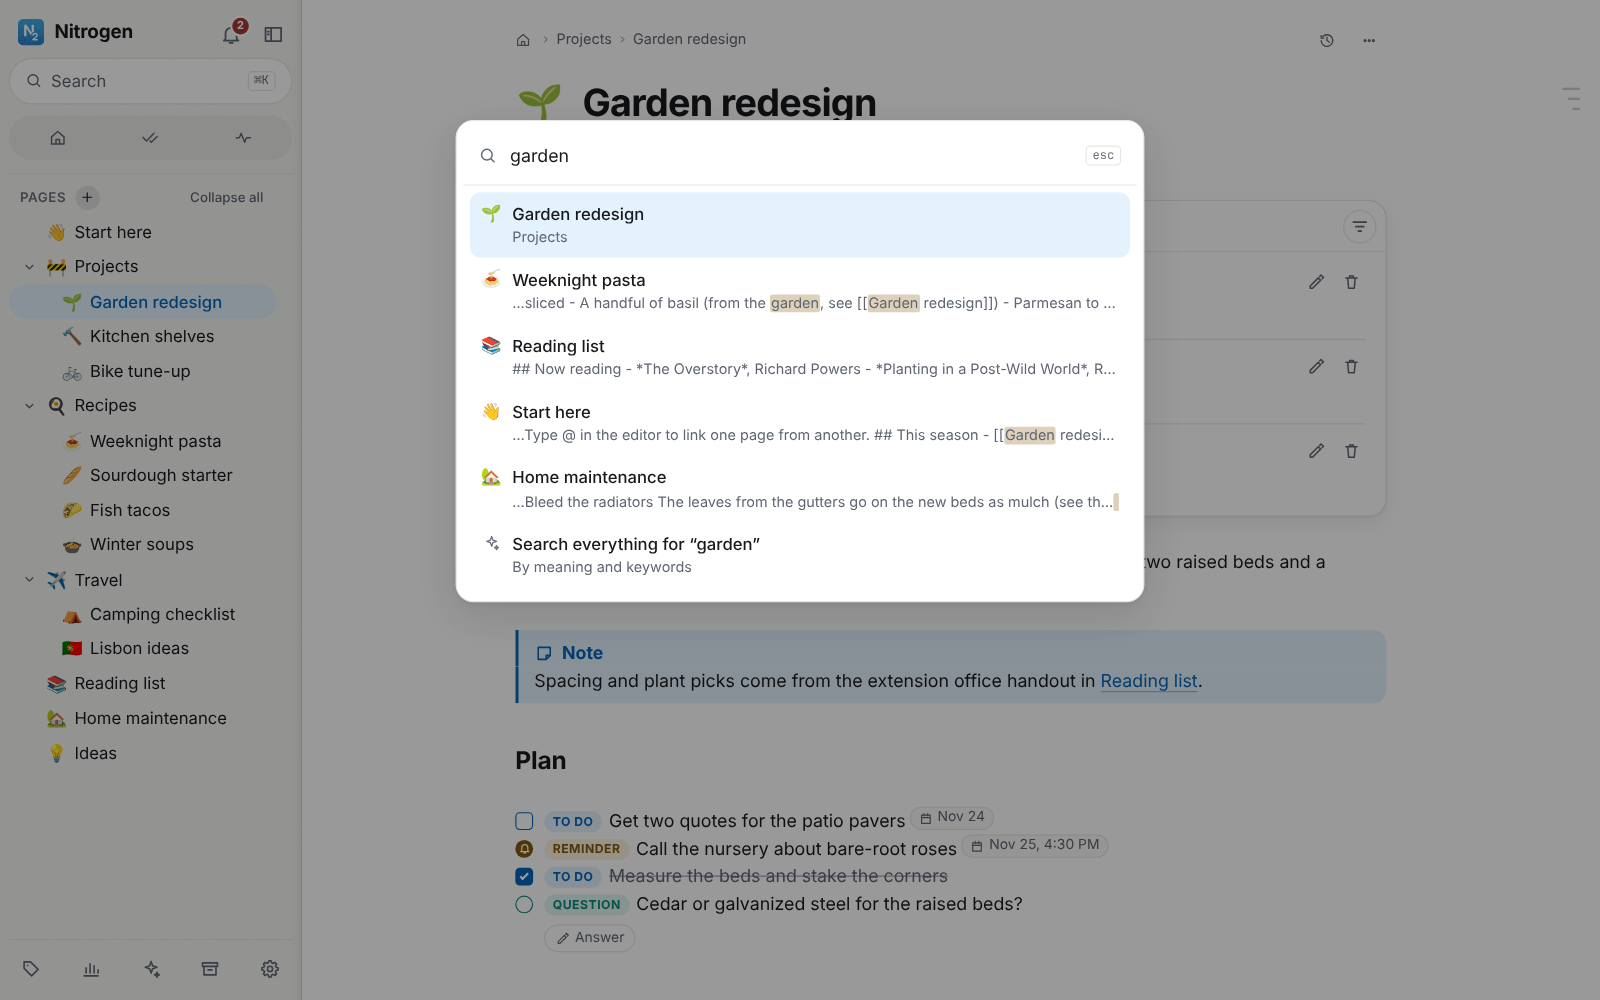 Nitrogen
2
Search
⌘K
PAGES
Collapse all
Start here
Projects
Garden redesign
Kitchen shelves
Bike tune-up
Recipes
Weeknight pasta
Sourdough starter
Fish tacos
Winter soups
Travel
Camping checklist
Lisbon ideas
Reading list
Home maintenance
Ideas
Projects › Garden redesign
Garden redesign
garden
esc
Garden redesign
Projects
Weeknight pasta
...sliced - A handful of basil (from the garden, see [[Garden redesign]]) - Parmesan to ...
Reading list
## Now reading - *The Overstory*, Richard Powers - *Planting in a Post-Wild World*, R...
Start here
...Type @ in the editor to link one page from another. ## This season - [[Garden redesi...
Home maintenance
...Bleed the radiators The leaves from the gutters go on the new beds as mulch (see th...
Search everything for “garden”
By meaning and keywords
two raised beds and a
Note
Spacing and plant picks come from the extension office handout in Reading list.
Plan
TO DO Get two quotes for the patio pavers Nov 24
REMINDER Call the nursery about bare-root roses Nov 25, 4:30 PM
TO DO Measure the beds and stake the corners
QUESTION Cedar or galvanized steel for the raised beds?
Answer